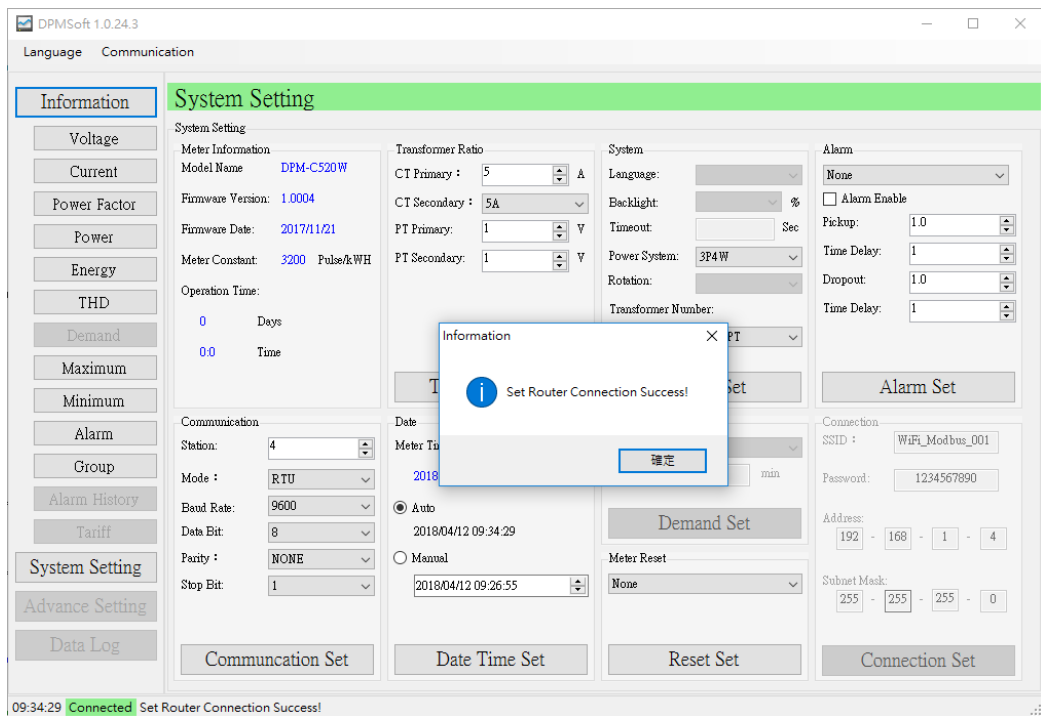 DPMSoft 1.0.24.3
Language Communication
Information
Voltage
Current
Power Factor
Power
Energy
THD
Demand
Maximum
Minimum
Alarm
Group
Alarm History
Tariff
System Setting
Advance Setting
Data Log
System Setting
System Setting
Meter Information
Model Name DPM-C520W
Firmware Version: 1.0004
Firmware Date: 2017/11/21
Meter Constant: 3200 Pulse/kWH
Operation Time:
0 Days
0:0 Time
Transformer Ratio
CT Primary : 5 A
CT Secondary : 5A
PT Primary: 1 V
PT Secondary: 1 V
System
Language:
Backlight: %
Timeout: Sec
Power System: 3P4W
Rotation:
Transformer Number:
PT
Set
Alarm
None
Alarm Enable
Pickup: 1.0
Time Delay: 1
Dropout: 1.0
Time Delay: 1
Alarm Set
Information
Set Router Connection Success!
確定
Communication
Station: 4
Mode : RTU
Baud Rate: 9600
Data Bit: 8
Parity : NONE
Stop Bit: 1
Communcation Set
Date
Meter Ti
2018
Auto
2018/04/12 09:34:29
Manual
2018/04/12 09:26:55
Date Time Set
min
Demand Set
Meter Reset
None
Reset Set
Connection
SSID : WiFi_Modbus_001
Password: 1234567890
Address:
192 - 168 - 1 - 4
Subnet Mask:
255 - 255 - 255 - 0
Connection Set
09:34:29 Connected Set Router Connection Success!